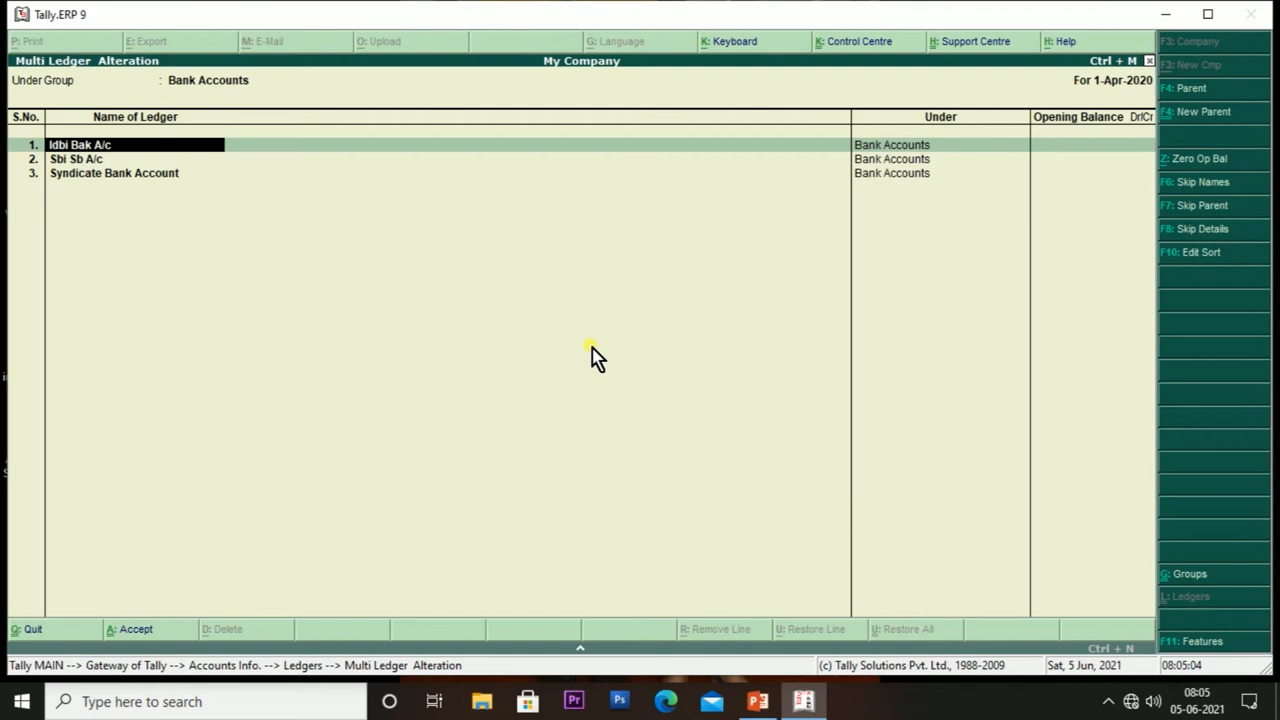 Tally.ERP 9
P: Print E: Export M: E-Mail O: Upload G: Language K: Keyboard K: Control Centre H: Support Centre H: Help F3: Company
Multi Ledger Alteration My Company Ctrl + M
F3: New Cmp
Under Group : Bank Accounts For 1-Apr-2020
F4: Parent
F4: New Parent
S.No. Name of Ledger Under Opening Balance Dr/Cr
1. Idbi Bak A/c Bank Accounts
2. Sbi Sb A/c Bank Accounts
Z: Zero Op Bal
3. Syndicate Bank Account Bank Accounts
F6: Skip Names
F7: Skip Parent
F8: Skip Details
F10: Edit Sort
G: Groups
L: Ledgers
Q: Quit A: Accept D: Delete R: Remove Line U: Restore Line U: Restore All
F11: Features
Ctrl + N
Tally MAIN --> Gateway of Tally --> Accounts Info. --> Ledgers --> Multi Ledger Alteration (c) Tally Solutions Pvt. Ltd., 1988-2009 Sat, 5 Jun, 2021 08:05:04
Type here to search
Pr
Ps
08:05
05-06-2021